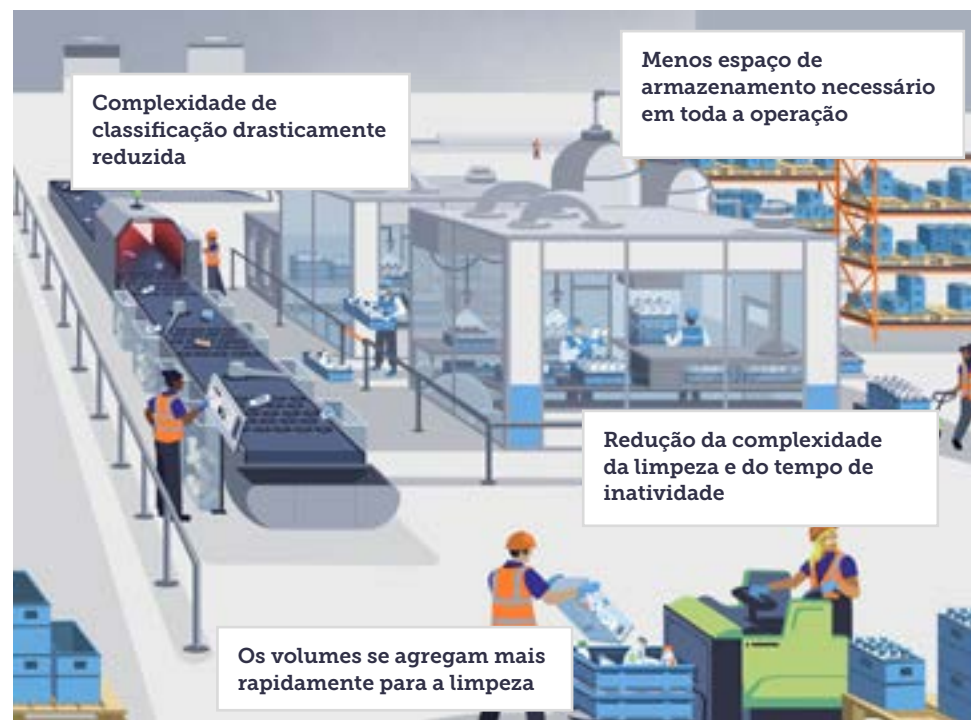 Complexidade de
classificação drasticamente
reduzida
Menos espaço de
armazenamento necessário
em toda a operação
Redução da complexidade
da limpeza e do tempo de
inatividade
Os volumes se agregam mais
rapidamente para a limpeza